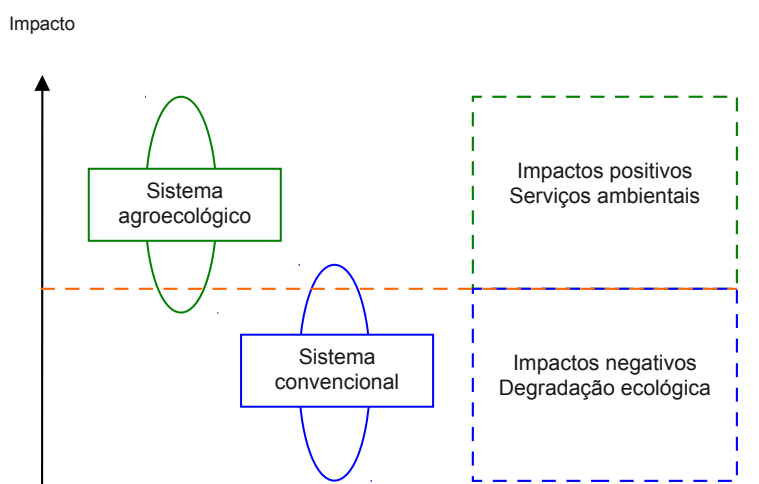 Impacto
Sistema
agroecológico
Impactos positivos
Serviços ambientais
Sistema
convencional
Impactos negativos
Degradação ecológica